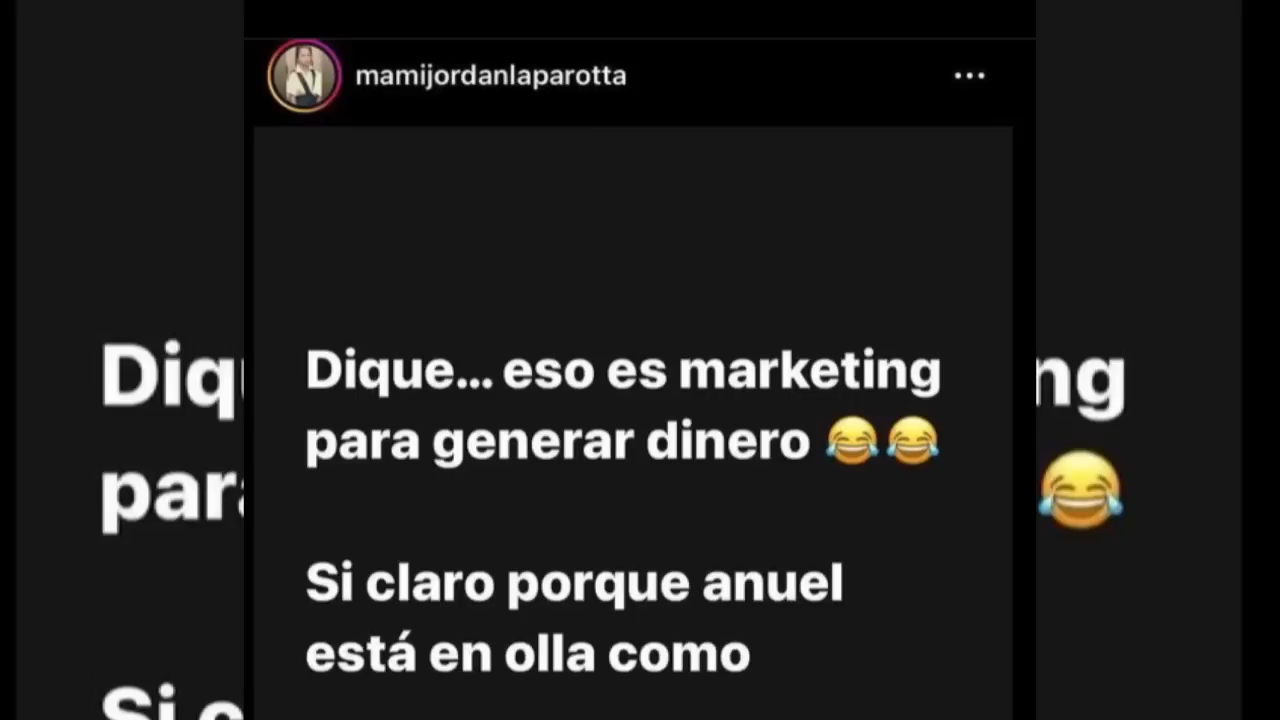 mamijordanlaparotta
Dique... eso es marketing
para generar dinero 😂😂
Si claro porque anuel
está en olla como